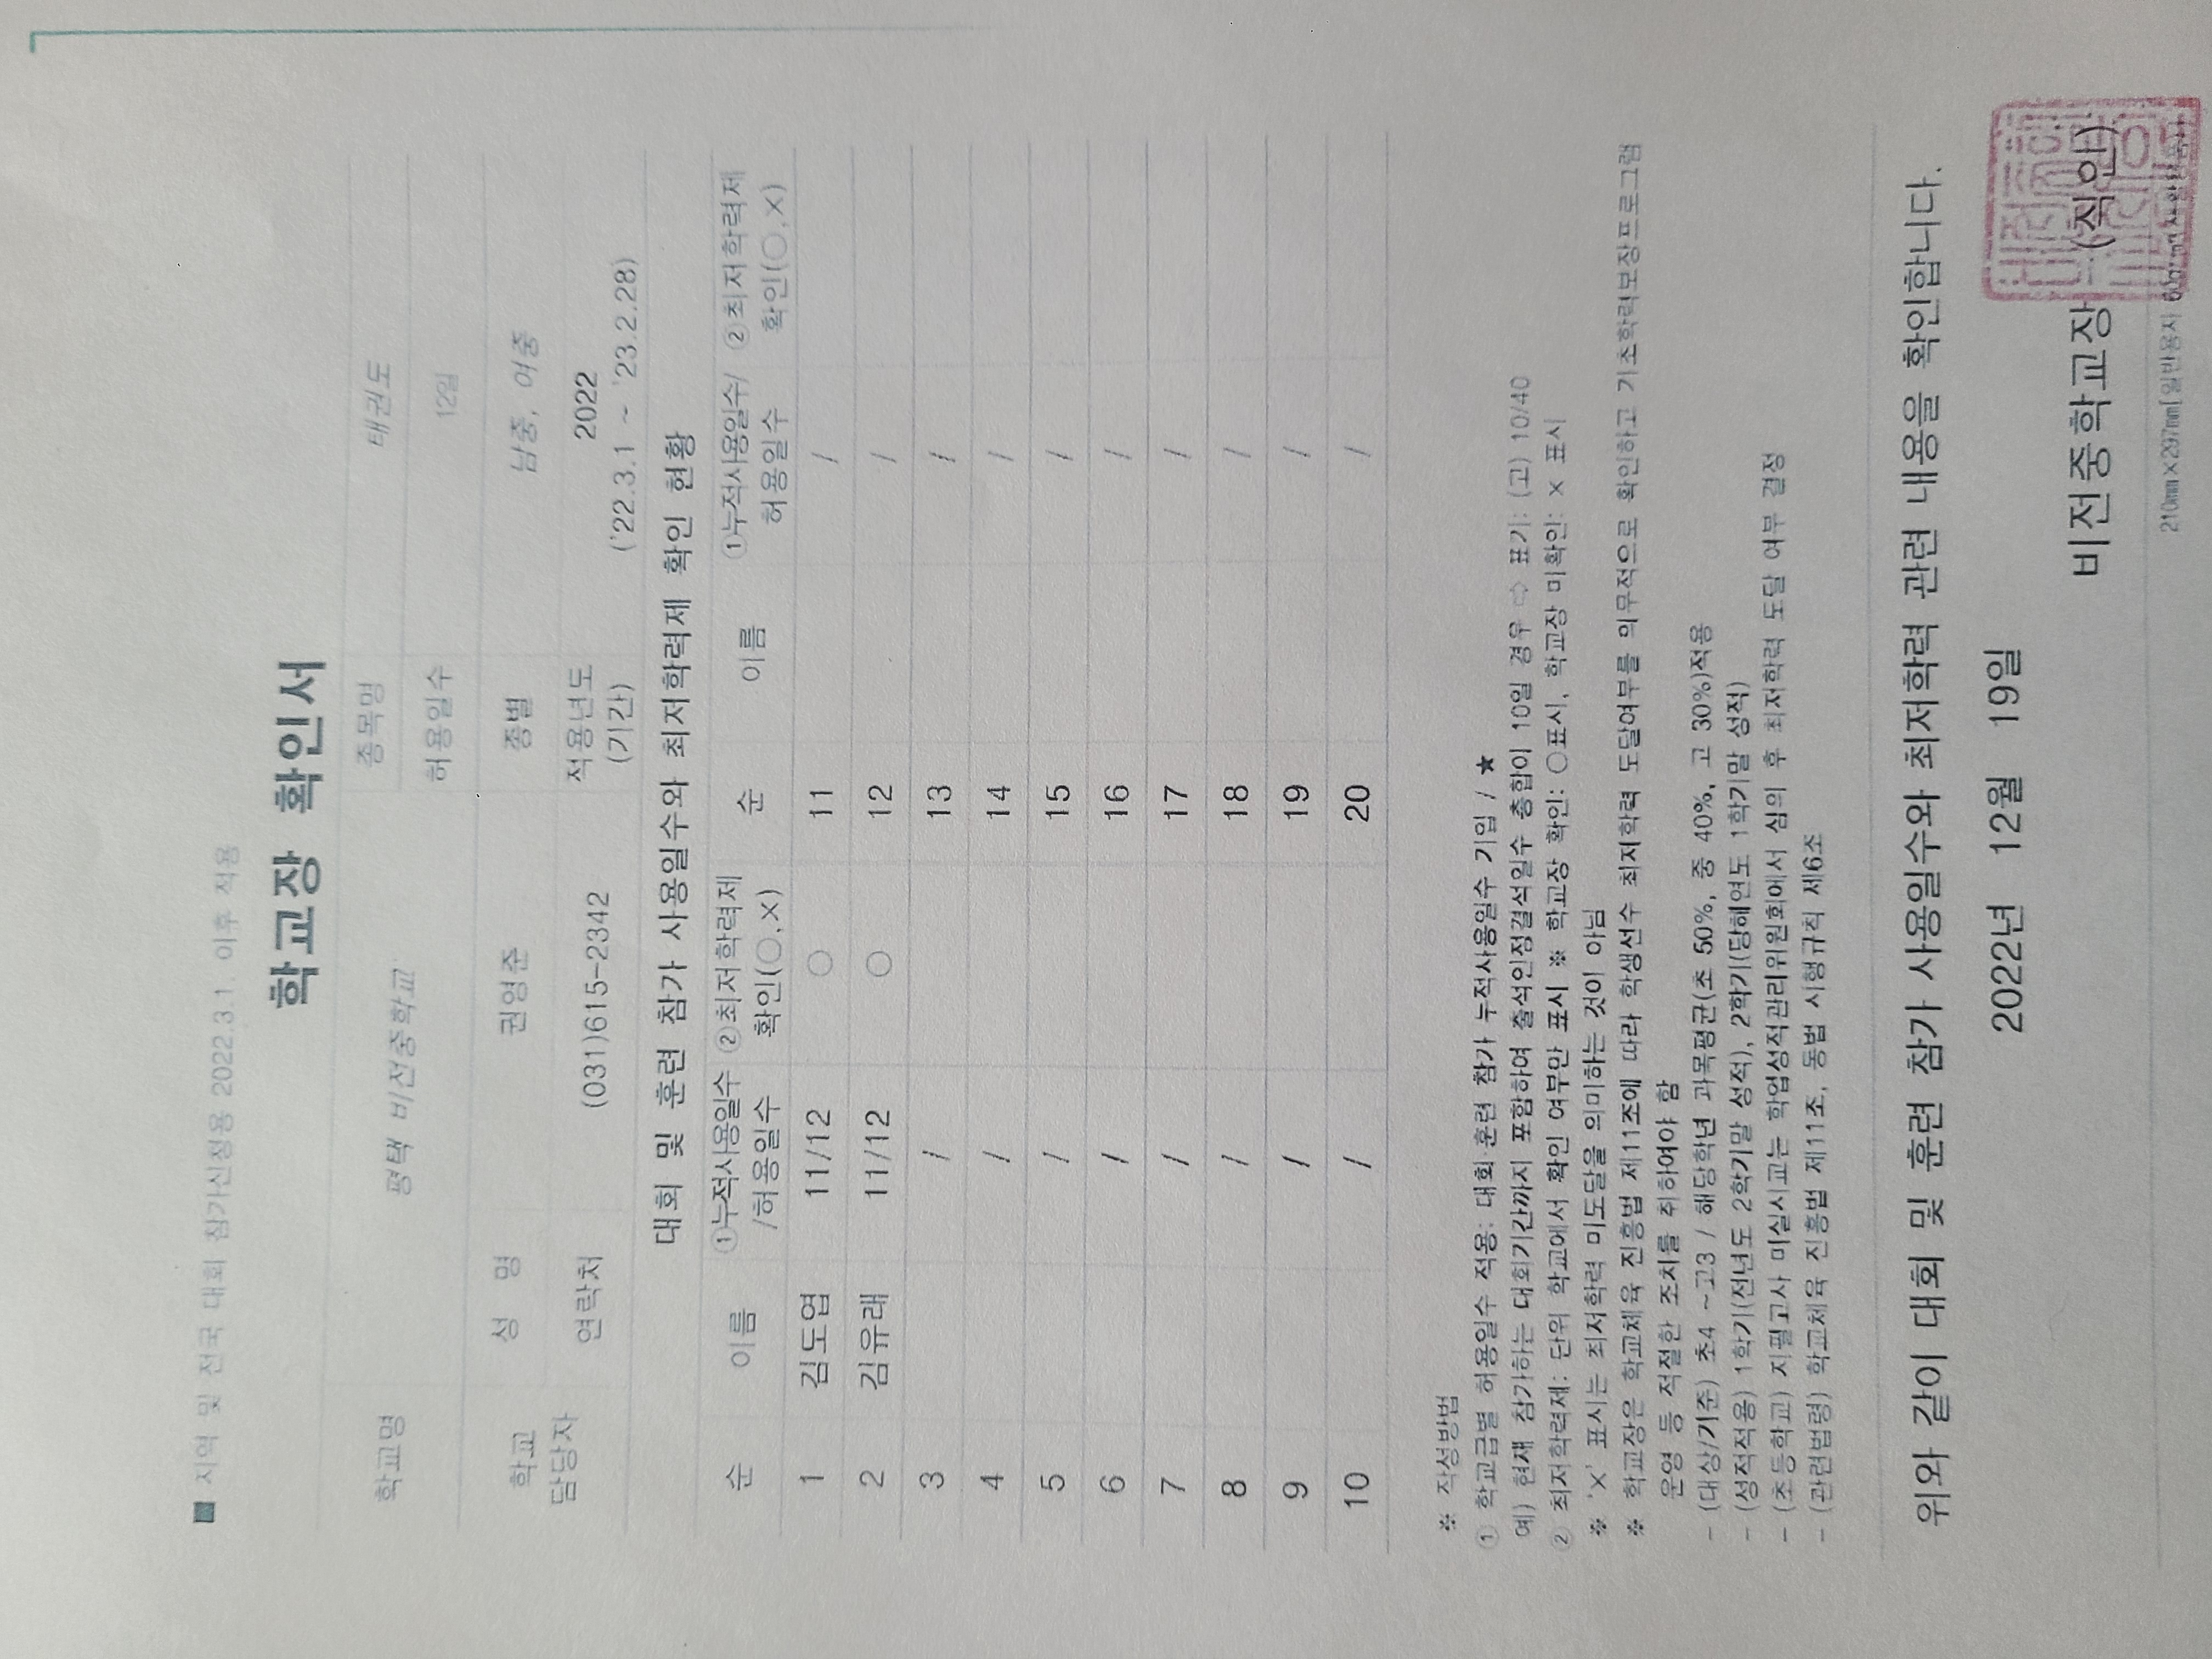 ■ 지역 및 전국 대회 참가신청용 2022.3.1. 이후 적용
학교장 확인서
학교명 평택 비전중학교 종목명 태권도
허용일수 12일
학교 담당자 성 명 권영준 종별 남중, 여중
연락처 (031)615-2342 적용년도 (기간) 2022 ('22.3.1 ~ '23.2.28)
대회 및 훈련 참가 사용일수와 최저학력제 확인 현황
순 이름 ①누적사용일수 /허용일수 ②최저학력제 확인(○,×) 순 이름 ①누적사용일수/ 허용일수 ②최저학력제 확인(○,×)
1 김도엽 11/12 ○ 11 /
2 김유래 11/12 ○ 12 /
3 / 13 /
4 / 14 /
5 / 15 /
6 / 16 /
7 / 17 /
8 / 18 /
9 / 19 /
10 / 20 /
※ 작성방법
① 학교급별 허용일수 적용: 대회·훈련 참가 누적사용일수 기입 / ★
예) 현재 참가하는 대회기간까지 포함하여 출석인정결석일수 총합이 10일 경우 ⇨ 표기: (고) 10/40
② 최저학력제: 단위 학교에서 확인 여부만 표시 ※ 학교장 확인: ○표시, 학교장 미확인: × 표시
※ '×' 표시는 최저학력 미도달을 의미하는 것이 아님
※ 학교장은 학교체육 진흥법 제11조에 따라 학생선수 최저학력 도달여부를 의무적으로 확인하고 기초학력보장프로그램
운영 등 적절한 조치를 취하여야 함
- (대상/기준) 초4 ~고3 / 해당학년 과목평균(초 50%, 중 40%, 고 30%)적용
- (성적적용) 1학기(전년도 2학기말 성적), 2학기(당해연도 1학기말 성적)
- (초등학교) 지필고사 미실시교는 학업성적관리위원회에서 심의 후 최저학력 도달 여부 결정
- (관련법령) 학교체육 진흥법 제11조, 동법 시행규칙 제6조
위와 같이 대회 및 훈련 참가 사용일수와 최저학력 관련 내용을 확인합니다.
2022년 12월 19일
비전중학교장 (직인)
210㎜×297㎜[일반용지